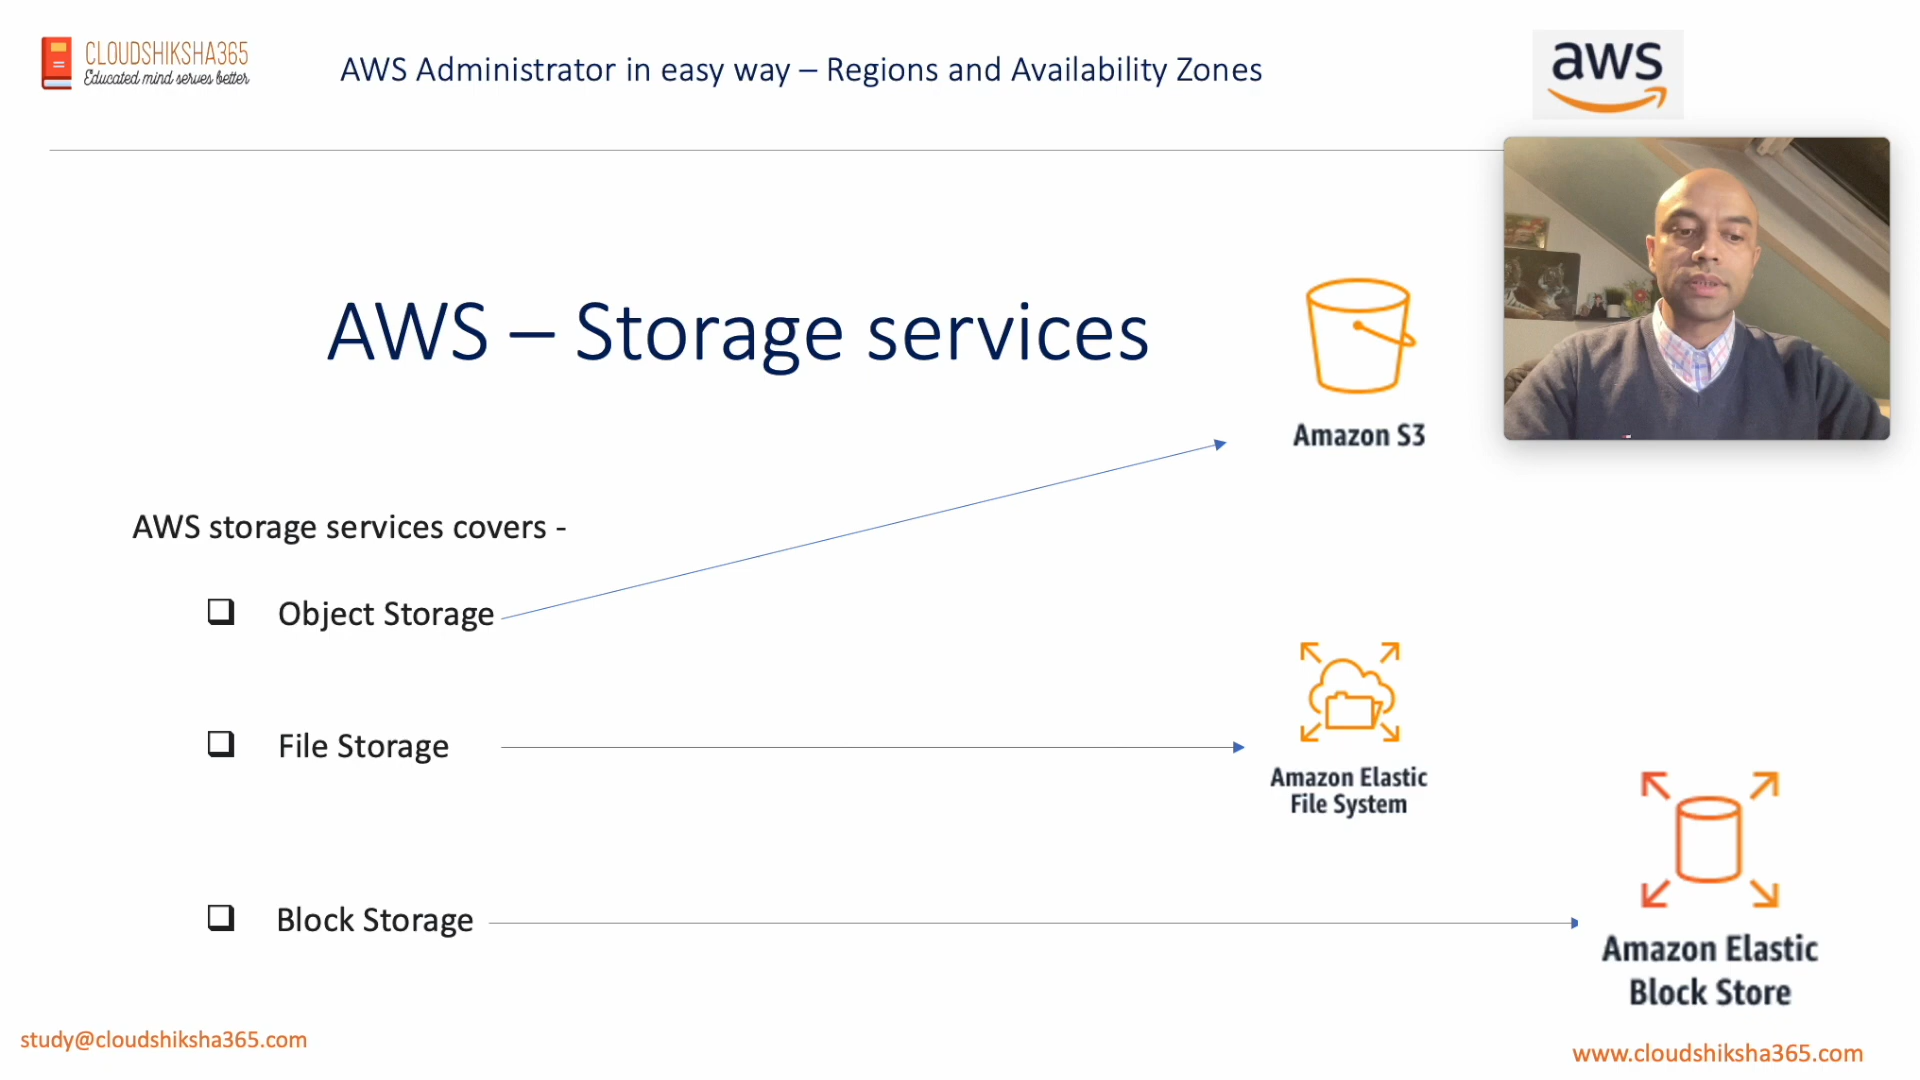 CLOUDSHIKSHA365
Educated mind serves better
AWS Administrator in easy way – Regions and Availability Zones
aws
AWS – Storage services
Amazon S3
AWS storage services covers -
Object Storage
File Storage
Amazon Elastic
File System
Block Storage
Amazon Elastic
Block Store
study@cloudshiksha365.com
www.cloudshiksha365.com